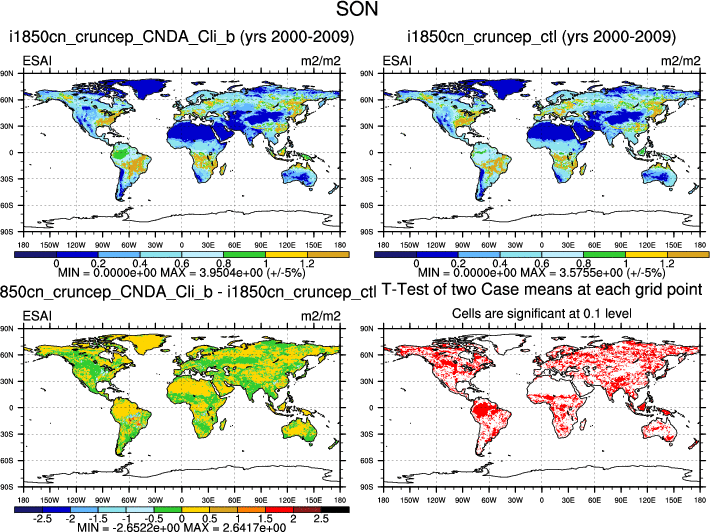 SON
i1850cn_cruncep_CNDA_Cli_b (yrs 2000-2009)
i1850cn_cruncep_ctl (yrs 2000-2009)
ESAI m2/m2
ESAI m2/m2
90N
60N
30N
0
30S
60S
90S
180 150W 120W 90W 60W 30W 0 30E 60E 90E 120E 150E 180
90N
60N
30N
0
30S
60S
90S
180 150W 120W 90W 60W 30W 0 30E 60E 90E 120E 150E 180
0 0.2 0.4 0.6 0.8 1 1.2
MIN = 0.0000e+00 MAX = 3.9504e+00 (+/-5%)
0 0.2 0.4 0.6 0.8 1 1.2
MIN = 0.0000e+00 MAX = 3.5755e+00 (+/-5%)
850cn_cruncep_CNDA_Cli_b - i1850cn_cruncep_ctl
T-Test of two Case means at each grid point
ESAI m2/m2
Cells are significant at 0.1 level
90N
60N
30N
0
30S
60S
90S
180 150W 120W 90W 60W 30W 0 30E 60E 90E 120E 150E 180
90N
60N
30N
0
30S
60S
90S
180 150W 120W 90W 60W 30W 0 30E 60E 90E 120E 150E 180
-2.5 -2 -1.5 -1 -0.5 0 0.5 1 1.5 2 2.5
MIN = -2.6522e+00 MAX = 2.6417e+00